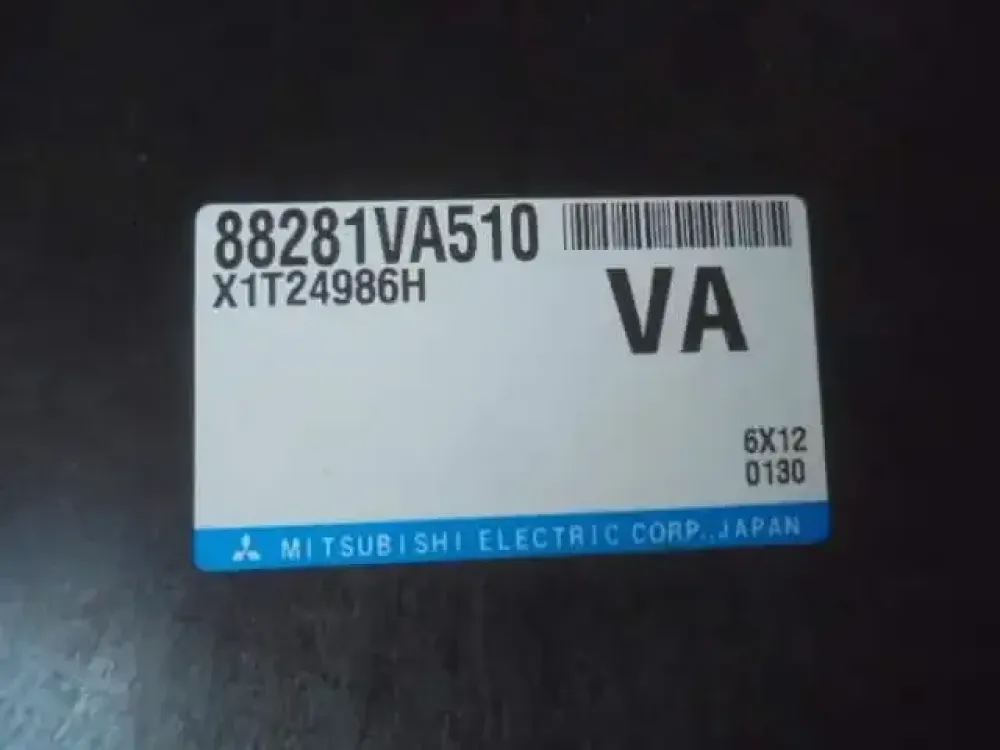 88281VA510
X1T24986H
VA
6X12
0130
MITSUBISHI ELECTRIC CORP., JAPAN